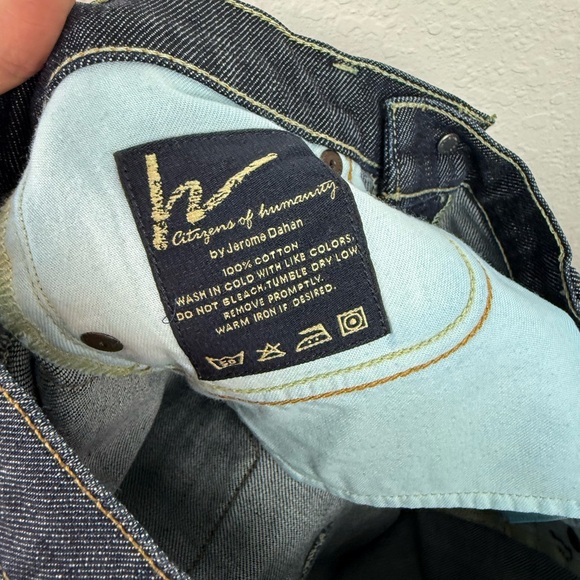 h
Citizens of humanity
by Jerome Dahan
100% COTTON
WASH IN COLD WITH LIKE COLORS.
DO NOT BLEACH.TUMBLE DRY LOW
REMOVE PROMPTLY.
WARM IRON IF DESIRED.